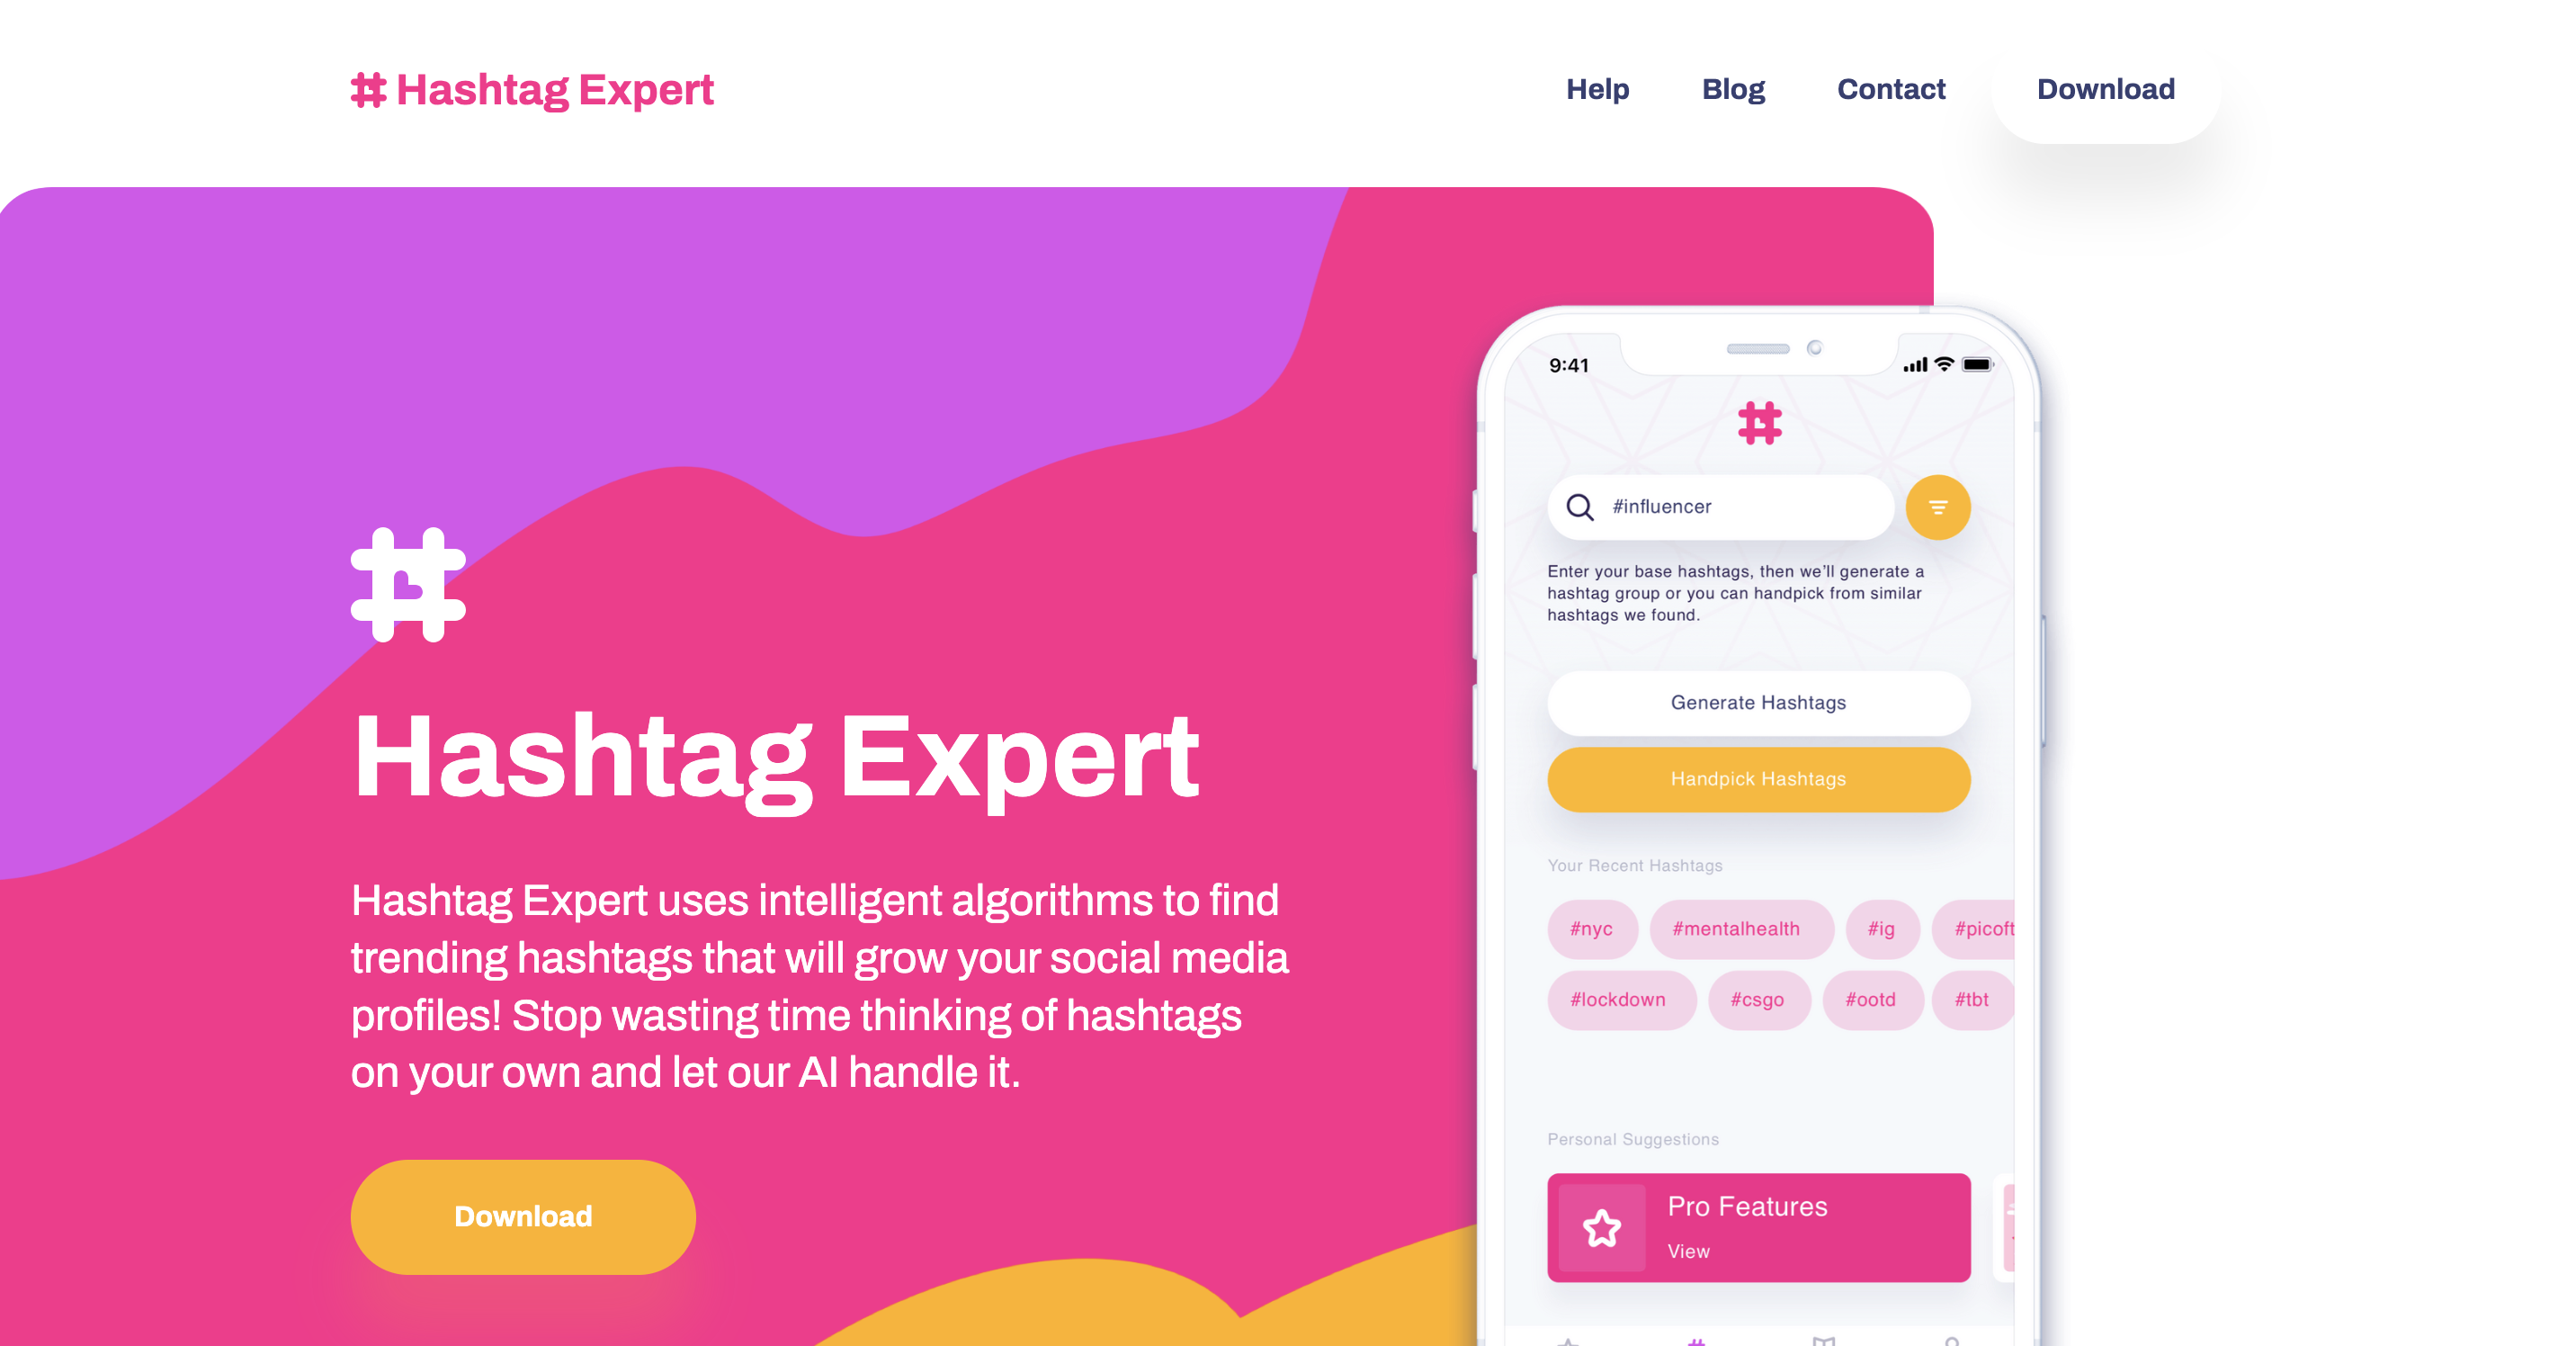 Hashtag Expert
Help Blog Contact Download
Hashtag Expert
Hashtag Expert uses intelligent algorithms to find
trending hashtags that will grow your social media
profiles! Stop wasting time thinking of hashtags
on your own and let our AI handle it.
Download
9:41
#influencer
Enter your base hashtags, then we’ll generate a
hashtag group or you can handpick from similar
hashtags we found.
Generate Hashtags
Handpick Hashtags
Your Recent Hashtags
#nyc #mentalhealth #ig #picoft
#lockdown #csgo #ootd #tbt
Personal Suggestions
Pro Features
View